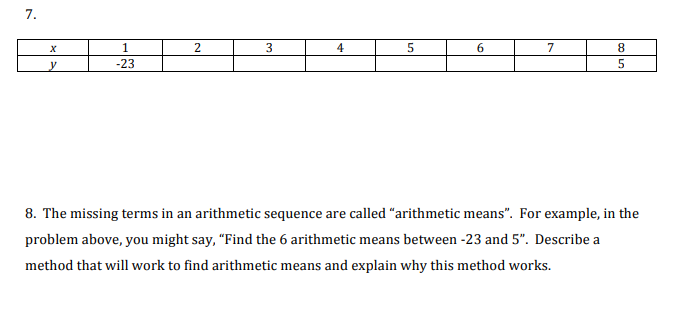 7.
x 1 2 3 4 5 6 7 8
y -23 5
8. The missing terms in an arithmetic sequence are called “arithmetic means”. For example, in the
problem above, you might say, “Find the 6 arithmetic means between -23 and 5”. Describe a
method that will work to find arithmetic means and explain why this method works.